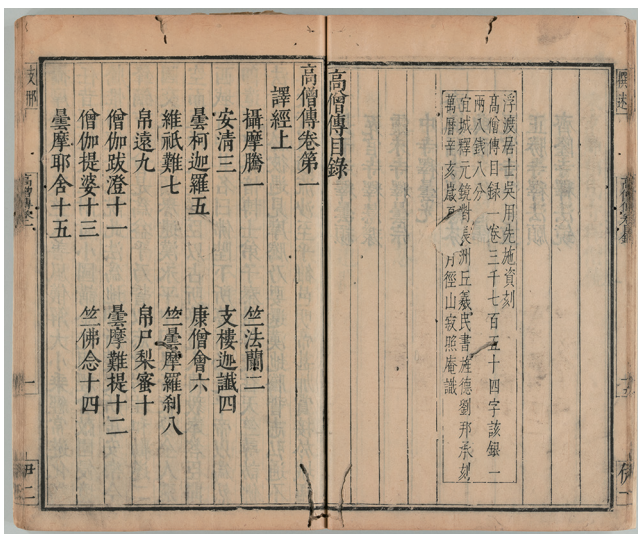 撰述
浮渡居士吳用先施資刻
高僧傳目錄一卷三千七百五十四字該銀一
兩八錢八分
宜城釋元鏡對長洲丘羲民書旌德劉邦承刻
萬曆辛亥歲月徑山寂照庵識
高僧傳目錄
高僧傳卷第一
譯經上
攝摩騰一 竺法蘭二
安清三 支樓迦讖四
曇柯迦羅五 康僧會六
維祇難七 竺曇摩羅剎八
帛遠九 帛尸梨蜜十
僧伽跋澄十一 曇摩難提十二
僧伽提婆十三 竺佛念十四
曇摩耶舍十五
支那 高僧傳卷一 一